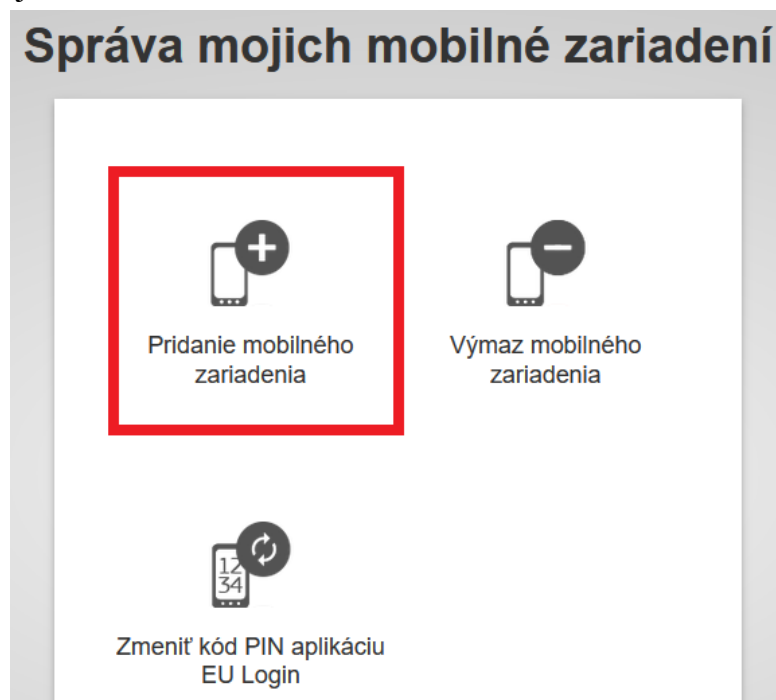 Správa mojich mobilné zariadení
Pridanie mobilného
zariadenia
Výmaz mobilného
zariadenia
12
34
Zmeniť kód PIN aplikáciu
EU Login